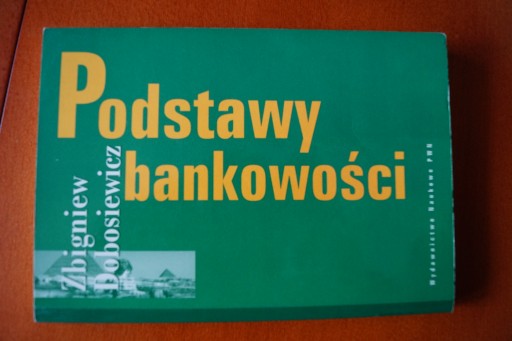 Podstawy
bankowości
Zbigniew
Dobosiewicz
Wydawnictwo Naukowe PWN